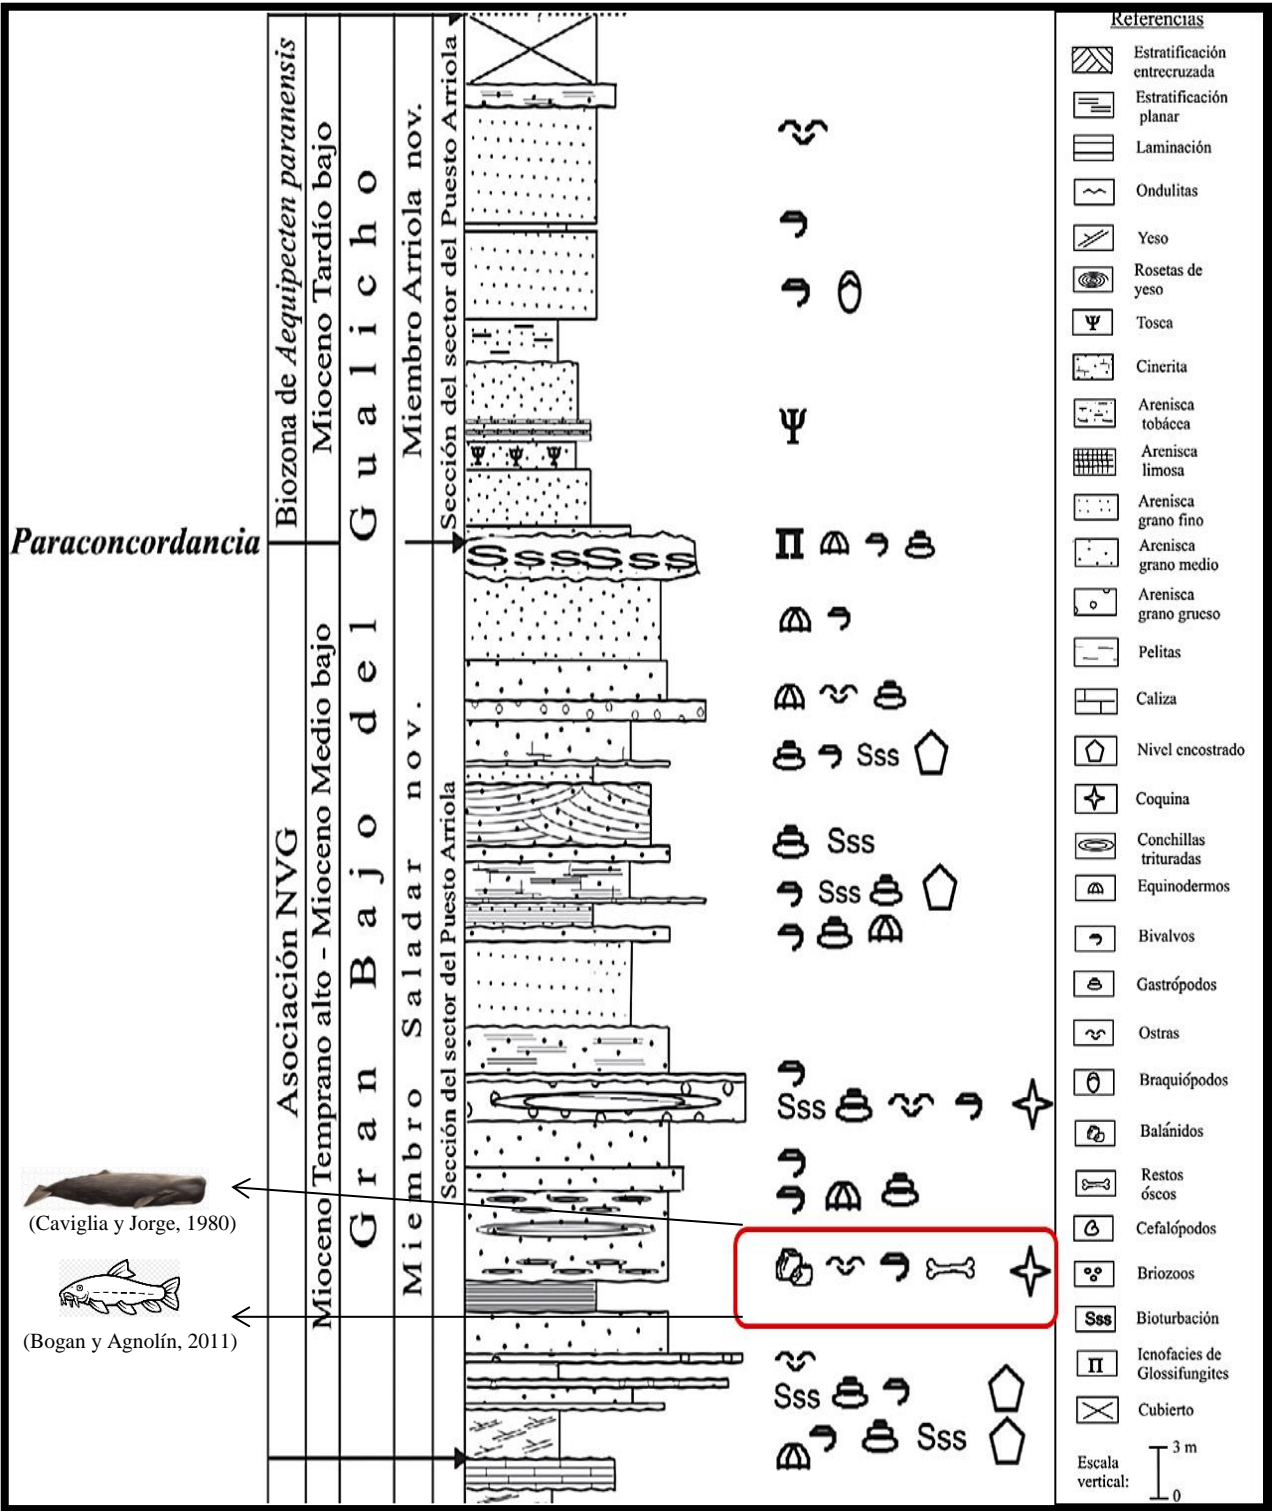 Biozona de Aequipecten paranensis
Mioceno Tardío bajo
Gran Bajo del Gualicho
Miembro Arriola nov.
Sección del sector del Puesto Arriola
Paraconcordancia
Asociación NVG
Mioceno Temprano alto - Mioceno Medio bajo
Miembro Saladar nov.
Sección del sector del Puesto Arriola
Ψ Ψ Ψ
Ψ
SssSSss
Π
Sss
Sss
Sss
Sss
Sss
Sss
(Caviglia y Jorge, 1980)
(Bogan y Agnolín, 2011)
Referencias
Estratificación
entrecruzada
Estratificación
planar
Laminación
Ondulitas
Yeso
Rosetas de
yeso
Ψ
Tosca
Cinerita
Arenisca
tobácea
Arenisca
limosa
Arenisca
grano fino
Arenisca
grano medio
Arenisca
grano grueso
Pelitas
Caliza
Nivel encostrado
Coquina
Conchillas
trituradas
Equinodermos
Bivalvos
Gastrópodos
Ostras
Braquiópodos
Balánidos
Restos
óscos
Cefalópodos
Briozoos
Sss
Bioturbación
Π
Icnofacies de
Glossifungites
Cubierto
Escala
vertical:
3 m
0